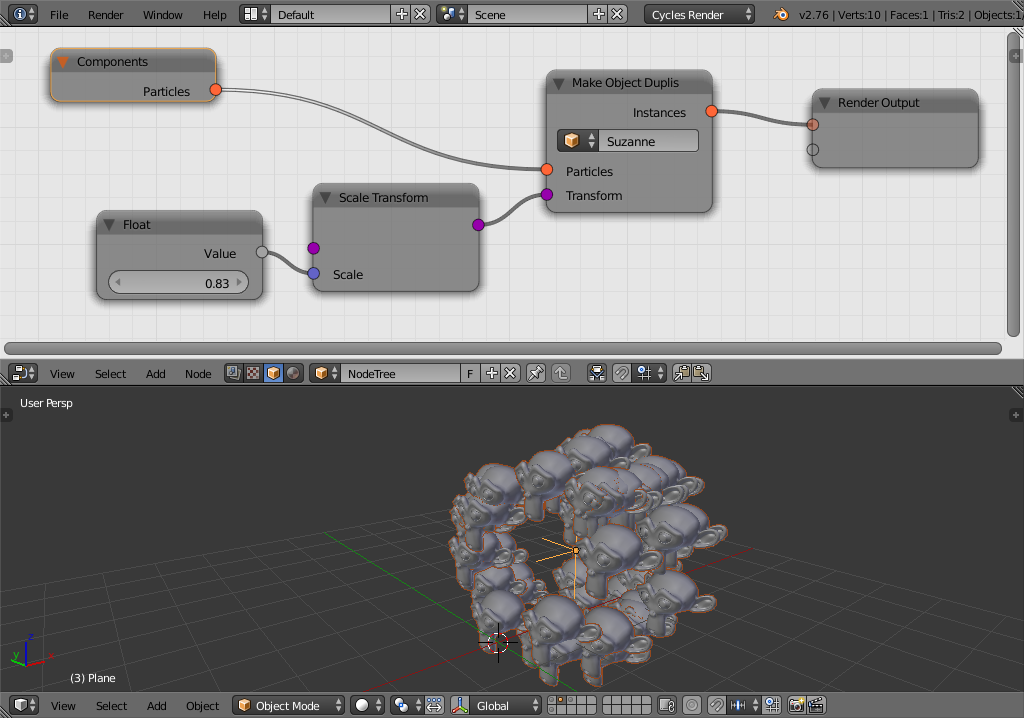 File Render Window Help Default Scene Cycles Render v2.76 | Verts:10 | Faces:1 | Tris:2 | Objects:1
Components
Particles
Make Object Duplis
Instances
Suzanne
Particles
Transform
Render Output
Scale Transform
Scale
Float
Value
0.83
View Select Add Node NodeTree F
User Persp
z
y
x
(3) Plane
View Select Add Object Object Mode Global